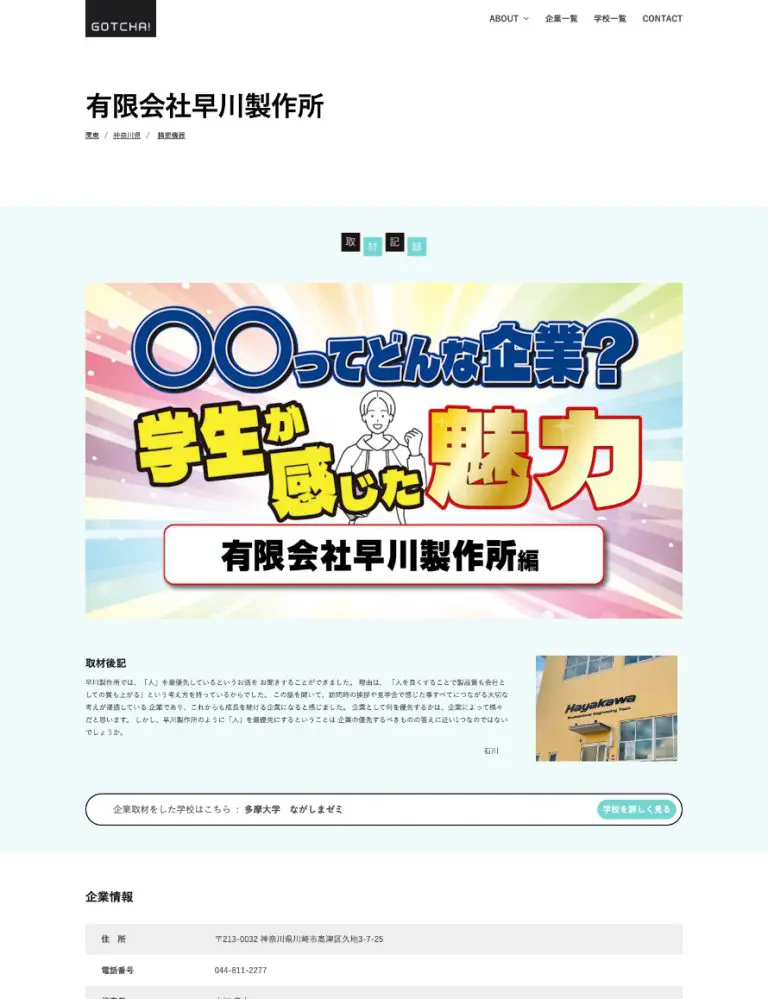 GOTCHA!
ABOUT 企業一覧 学校一覧 CONTACT
有限会社早川製作所
関東 / 神奈川県 / 精密機器
取材記録
〇〇ってどんな企業?
学生が
感じた魅力
有限会社早川製作所編
取材後記
早川製作所では、「人」を最優先しているというお話を お聞きすることができました。 理由は、 「人を良くすることで製品質も会社と
しての質も上がる」という考え方を持っているからでした。 この話を聞いて、訪問時の挨拶や見学会で感じた事すべてにつながる大切な
考えが浸透している 企業であり、これからも成長を続ける企業になると感じました。 企業として何を優先するかは、企業によって様々
だと思います。 しかし、早川製作所のように「人」を最優先にするということは 企業の優先するべきものの答えに近い1つなのではない
でしょうか。
石川
Hayakawa
Professional Engineering Team
企業取材をした学校はこちら : 多摩大学 ながしまゼミ
学校を詳しく見る
企業情報
住 所 〒213-0032 神奈川県川崎市高津区久地3-7-25
電話番号 044-811-2277